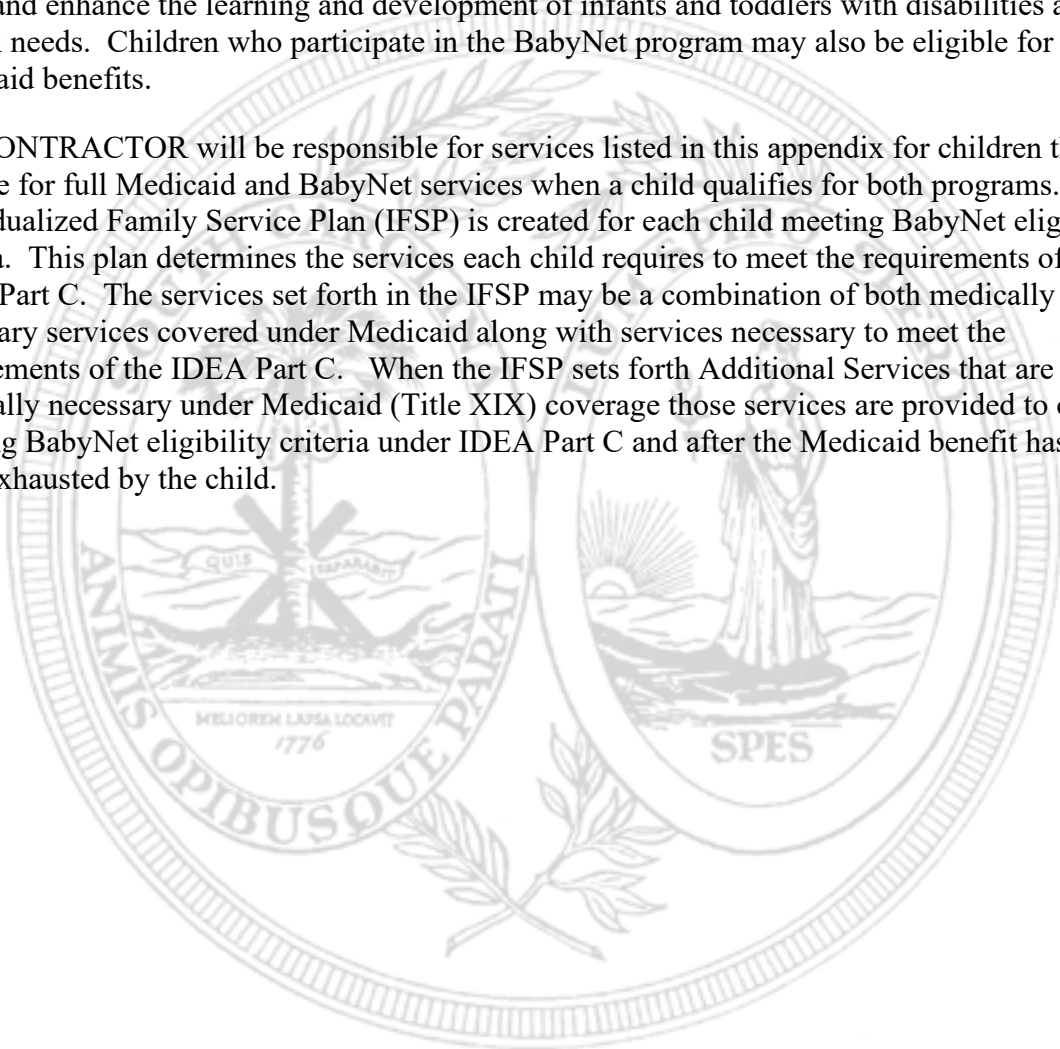 and enhance the learning and development of infants and toddlers with disabilities a
needs. Children who participate in the BabyNet program may also be eligible for
aid benefits.
ONTRACTOR will be responsible for services listed in this appendix for children t
e for full Medicaid and BabyNet services when a child qualifies for both programs.
dualized Family Service Plan (IFSP) is created for each child meeting BabyNet elig
a. This plan determines the services each child requires to meet the requirements of
Part C. The services set forth in the IFSP may be a combination of both medically
ary services covered under Medicaid along with services necessary to meet the
ements of the IDEA Part C. When the IFSP sets forth Additional Services that are
ally necessary under Medicaid (Title XIX) coverage those services are provided to
ng BabyNet eligibility criteria under IDEA Part C and after the Medicaid benefit has
xhausted by the child.
QUIS SEPARABIT
ANIMIS OPIBUSQUE PARATI
MELIOREM LAPSA LOCAVIT
1776
SPES